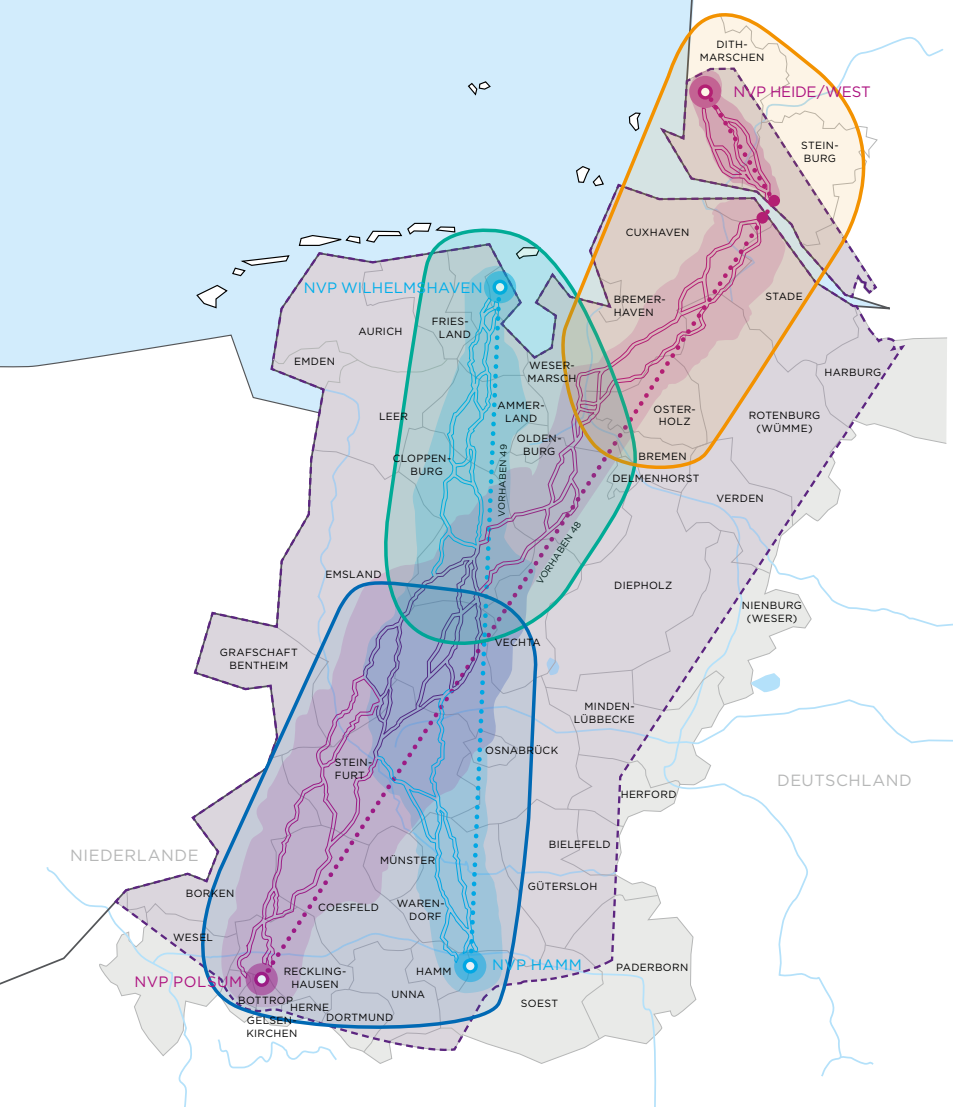 DITH-
MARSCHEN
NVP HEIDE/WEST
STEIN-
BURG
CUXHAVEN
NVP WILHELMSHAVEN
BREMER-
HAVEN
STADE
AURICH
FRIES-
LAND
EMDEN
WESER-
MARSCH
HARBURG
LEER
AMMER-
LAND
OSTER-
HOLZ
ROTENBURG
(WÜMME)
OLDEN-
BURG
CLOPPEN-
BURG
BREMEN
DELMENHORST
VORHABEN 49
VERDEN
VORHABEN 48
EMSLAND
DIEPHOLZ
NIENBURG
(WESER)
VECHTA
GRAFSCHAFT
BENTHEIM
MINDEN-
LÜBBECKE
OSNABRÜCK
STEIN-
FURT
DEUTSCHLAND
HERFORD
NIEDERLANDE
BIELEFELD
MÜNSTER
GÜTERSLOH
BORKEN
COESFELD
WAREN-
DORF
WESEL
NVP POLSUM
RECKLING-
HAUSEN
HAMM
NVP HAMM
PADERBORN
BOTTROP
HERNE
UNNA
SOEST
GELSEN-
KIRCHEN
DORTMUND